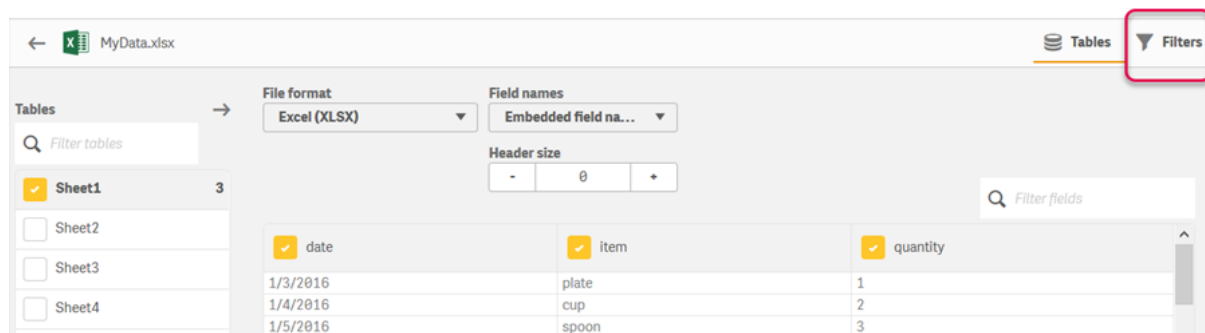 MyData.xlsx
Tables
Filters
Tables
Filter tables
Sheet1 3
Sheet2
Sheet3
Sheet4
File format
Excel (XLSX)
Field names
Embedded field na...
Header size
- 0 +
Filter fields
date item quantity
1/3/2016 plate 1
1/4/2016 cup 2
1/5/2016 spoon 3